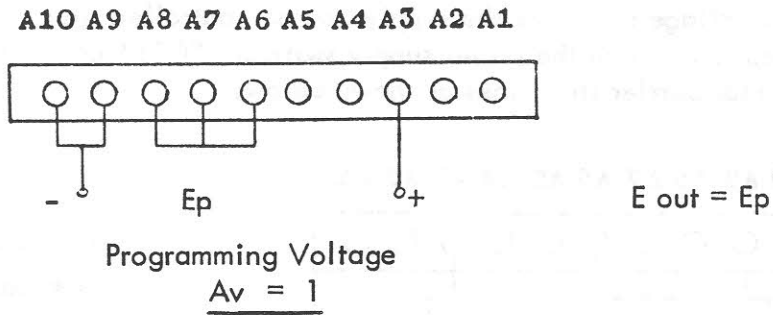 A10 A9 A8 A7 A6 A5 A4 A3 A2 A1
- Ep + E out = Ep
Programming Voltage
Av = 1